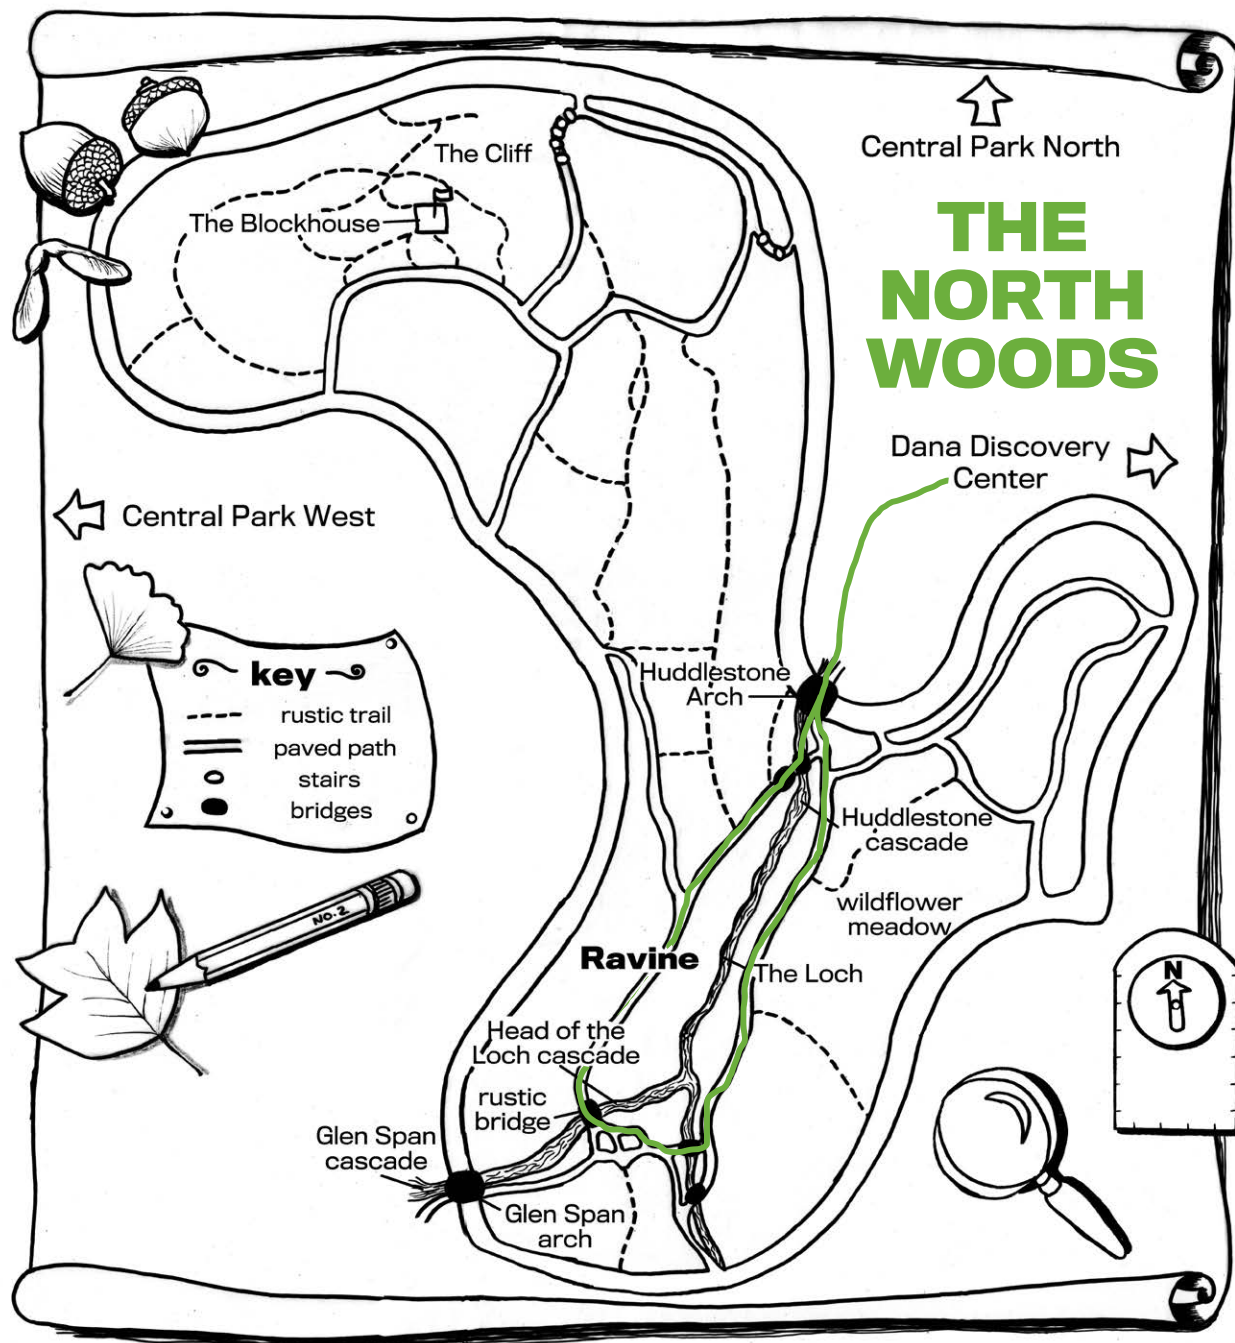 Central Park North
THE
NORTH
WOODS
The Cliff
The Blockhouse
Dana Discovery
Center
Central Park West
key
rustic trail
paved path
stairs
bridges
Huddlestone
Arch
Huddlestone
cascade
wildflower
meadow
NO.2
Ravine
The Loch
N
Head of the
Loch cascade
rustic
bridge
Glen Span
cascade
Glen Span
arch